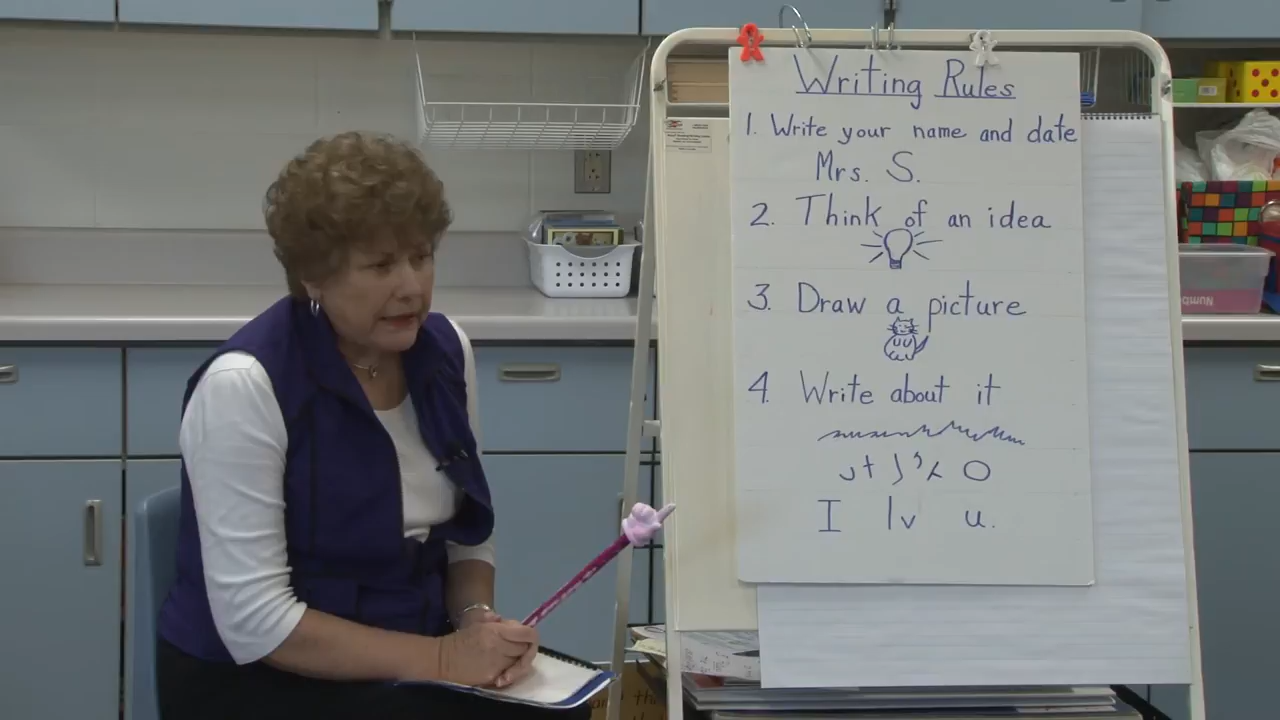 Writing Rules
1. Write your name and date
Mrs. S.
2. Think of an idea
3. Draw a picture
4. Write about it
I lv u.